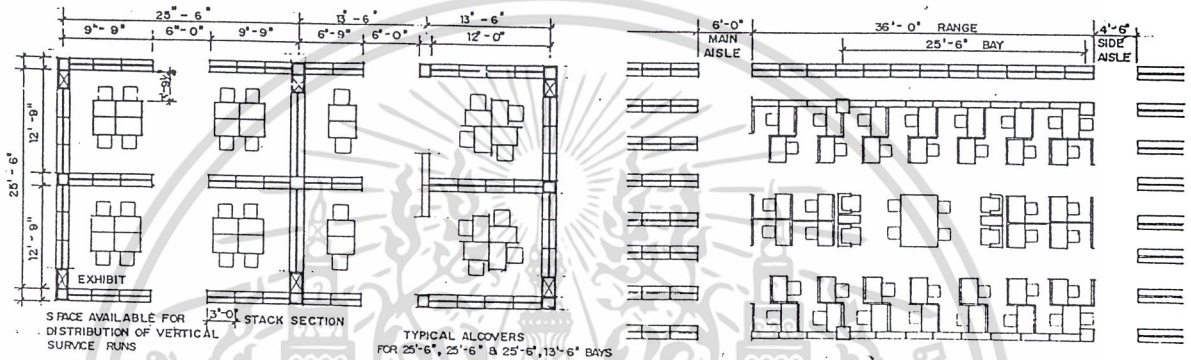 25'-6" 13'-6" 13'-6"
9'-9" 6'-0" 9'-9" 6'-9" 6'-0" 12'-0"
12'-9"
25'-6"
12'-9"
EXHIBIT
SPACE AVAILABLE FOR
DISTRIBUTION OF VERTICAL
SURVICE RUNS
3'-0" STACK SECTION
TYPICAL ALCOVERS
FOR 25'-6", 25'-6" & 25'-6", 13'-6" BAYS
6'-0"
MAIN
AISLE
36'-0" RANGE
25'-6" BAY
4'-6"
SIDE
AISLE